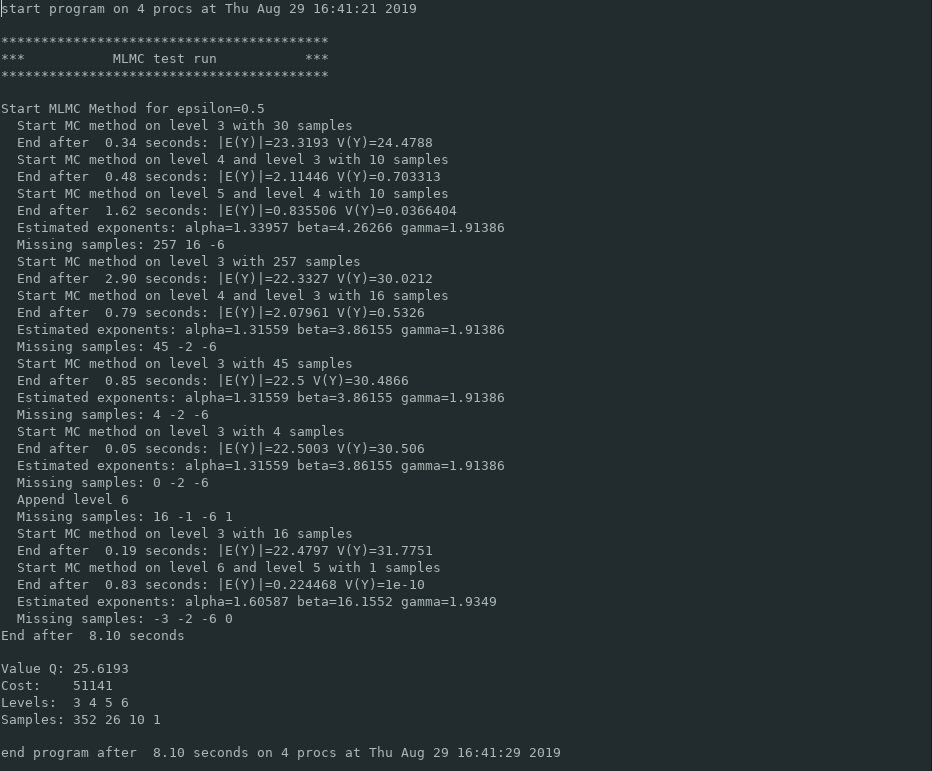 start program on 4 procs at Thu Aug 29 16:41:21 2019
*****************************************
***           MLMC test run           ***
*****************************************
Start MLMC Method for epsilon=0.5
  Start MC method on level 3 with 30 samples
  End after  0.34 seconds: |E(Y)|=23.3193 V(Y)=24.4788
  Start MC method on level 4 and level 3 with 10 samples
  End after  0.48 seconds: |E(Y)|=2.11446 V(Y)=0.703313
  Start MC method on level 5 and level 4 with 10 samples
  End after  1.62 seconds: |E(Y)|=0.835506 V(Y)=0.0366404
  Estimated exponents: alpha=1.33957 beta=4.26266 gamma=1.91386
  Missing samples: 257 16 -6
  Start MC method on level 3 with 257 samples
  End after  2.90 seconds: |E(Y)|=22.3327 V(Y)=30.0212
  Start MC method on level 4 and level 3 with 16 samples
  End after  0.79 seconds: |E(Y)|=2.07961 V(Y)=0.5326
  Estimated exponents: alpha=1.31559 beta=3.86155 gamma=1.91386
  Missing samples: 45 -2 -6
  Start MC method on level 3 with 45 samples
  End after  0.85 seconds: |E(Y)|=22.5 V(Y)=30.4866
  Estimated exponents: alpha=1.31559 beta=3.86155 gamma=1.91386
  Missing samples: 4 -2 -6
  Start MC method on level 3 with 4 samples
  End after  0.05 seconds: |E(Y)|=22.5003 V(Y)=30.506
  Estimated exponents: alpha=1.31559 beta=3.86155 gamma=1.91386
  Missing samples: 0 -2 -6
  Append level 6
  Missing samples: 16 -1 -6 1
  Start MC method on level 3 with 16 samples
  End after  0.19 seconds: |E(Y)|=22.4797 V(Y)=31.7751
  Start MC method on level 6 and level 5 with 1 samples
  End after  0.83 seconds: |E(Y)|=0.224468 V(Y)=1e-10
  Estimated exponents: alpha=1.60587 beta=16.1552 gamma=1.9349
  Missing samples: -3 -2 -6 0
End after  8.10 seconds
Value Q: 25.6193
Cost:    51141
Levels:  3 4 5 6
Samples: 352 26 10 1
end program after  8.10 seconds on 4 procs at Thu Aug 29 16:41:29 2019